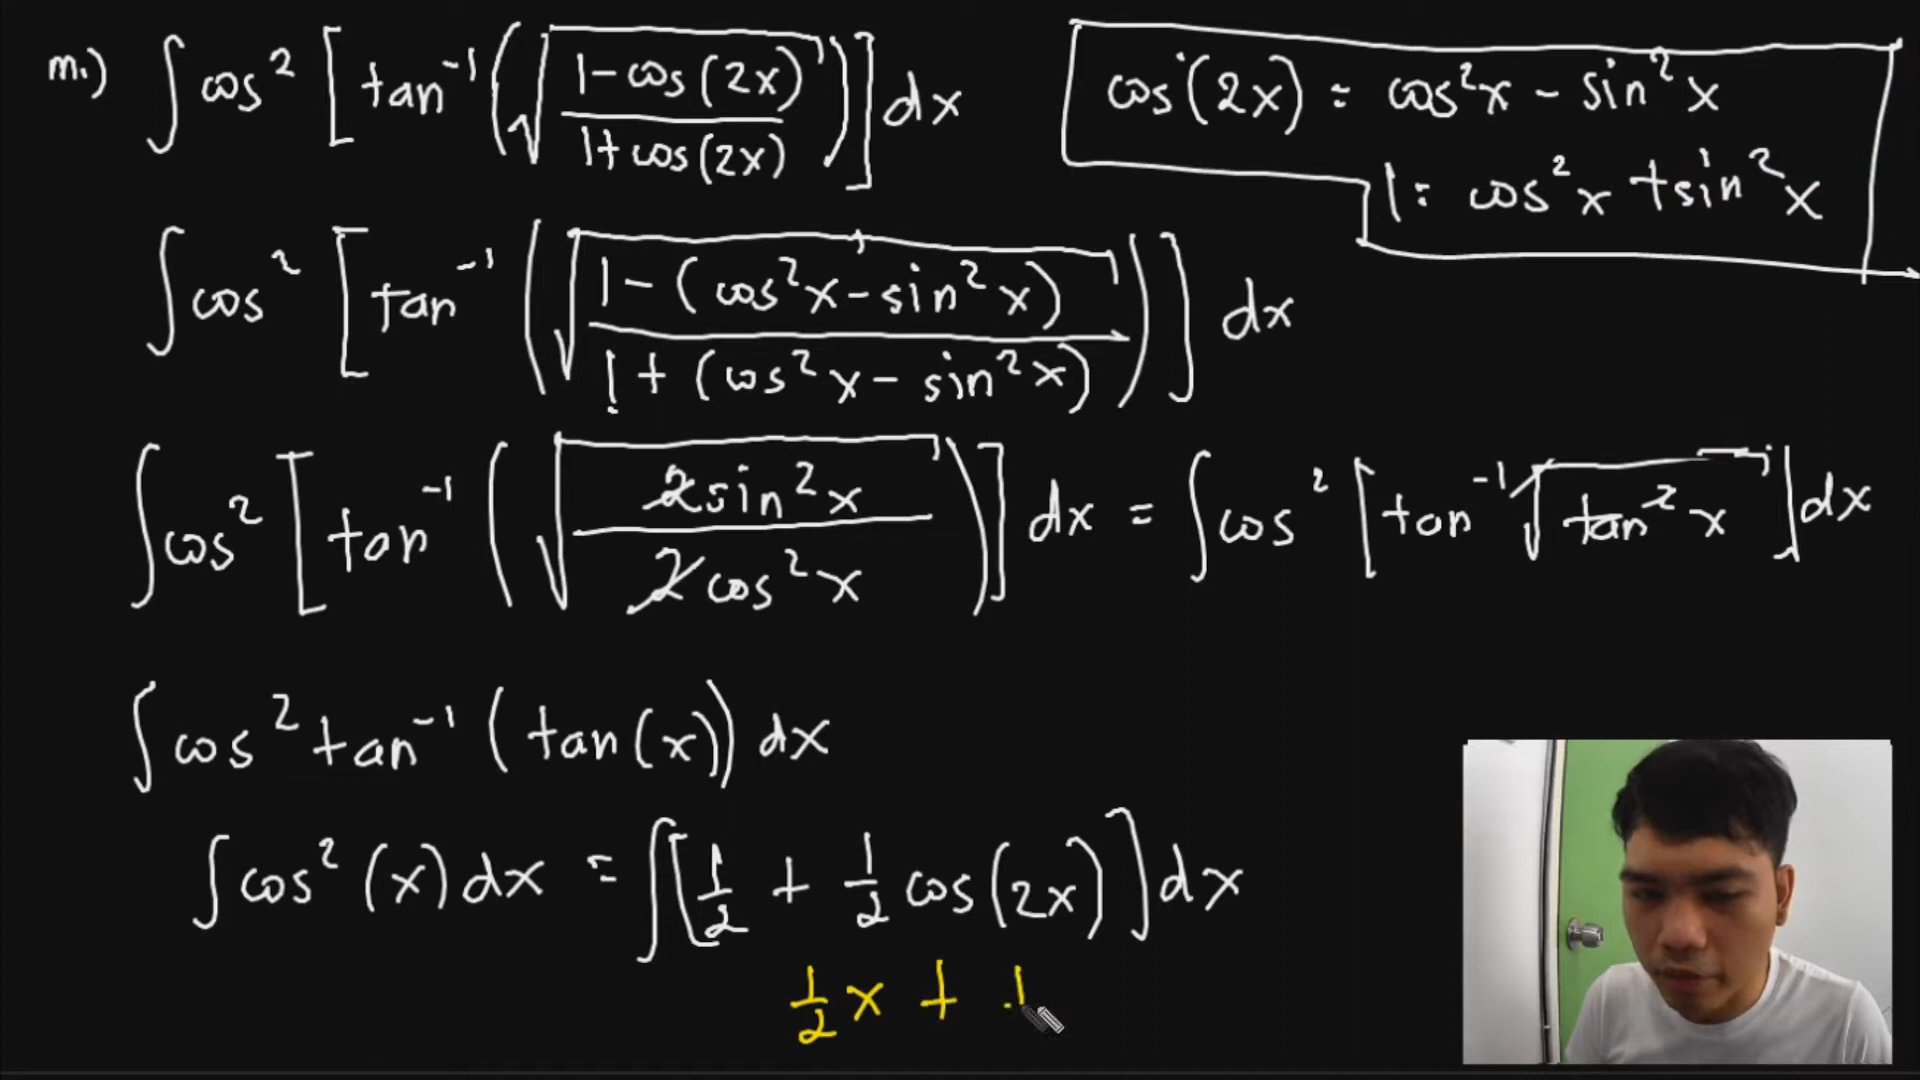 m.) ∫ cos² [tan⁻¹(√((1-cos(2x))/(1+cos(2x))))] dx
cos(2x) = cos²x - sin²x
1 = cos²x + sin²x
∫ cos² [tan⁻¹(√((1-(cos²x-sin²x))/(1+(cos²x-sin²x))))] dx
∫ cos² [tan⁻¹(√((2sin²x)/(2cos²x)))] dx = ∫ cos² [tan⁻¹√(tan²x)] dx
∫ cos² tan⁻¹ (tan(x)) dx
∫ cos² (x) dx = ∫ [1/2 + 1/2 cos(2x)] dx
1/2 x + 1